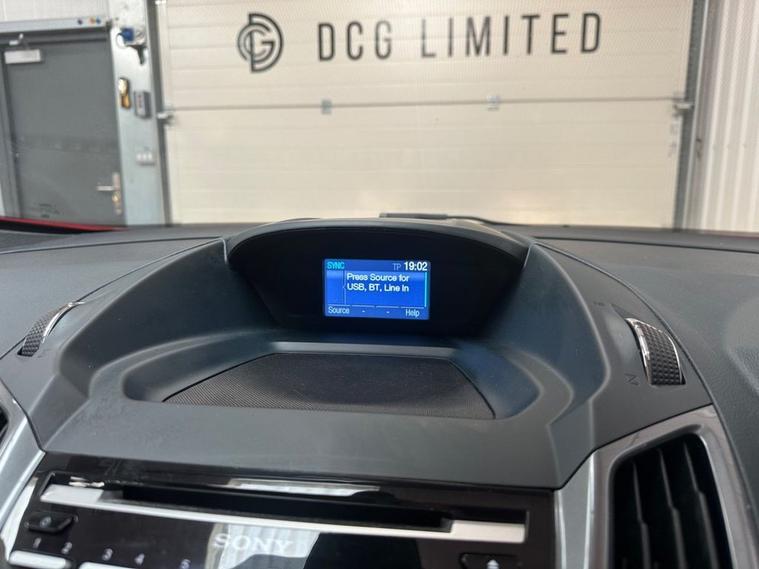 DCG LIMITED
SYNC TP 19:02
Press Source for
USB, BT, Line In
Source - - Help
SONY
1 2 3 4 5